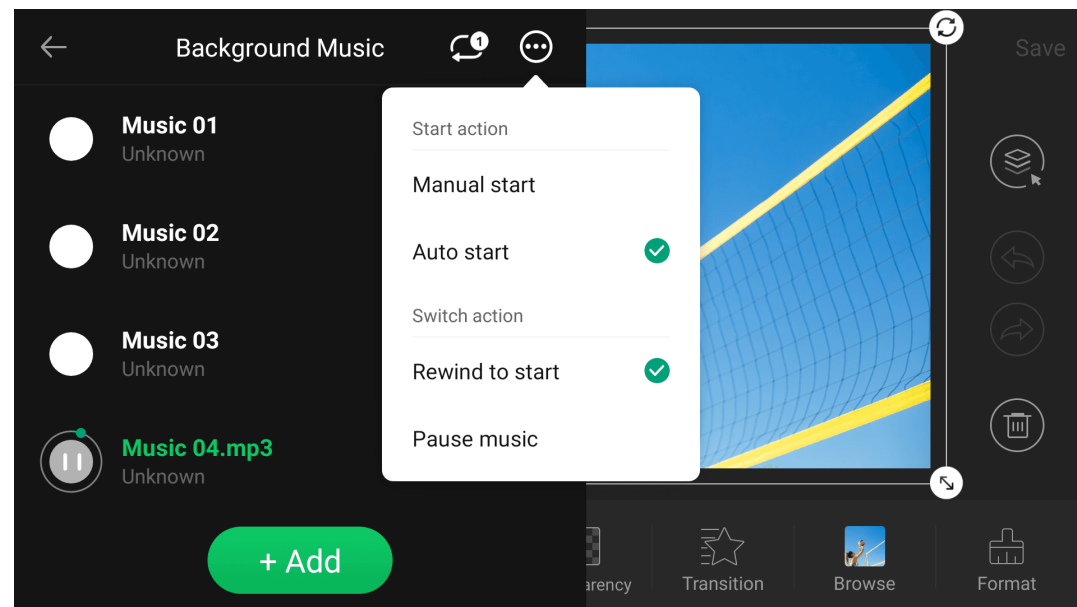 Background Music
1
Save
Music 01
Unknown
Music 02
Unknown
Music 03
Unknown
Music 04.mp3
Unknown
+ Add
Start action
Manual start
Auto start
Switch action
Rewind to start
Pause music
arency
Transition
Browse
Format